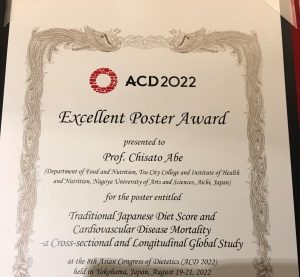 ACD2022
Excellent Poster Award
presented to
Prof. Chisato Abe
(Department of Food and Nutrition, Tsu City College and Institute of Health
and Nutrition, Nagoya University of Arts and Sciences, Aichi, Japan)
for the poster entitled
Traditional Japanese Diet Score and
Cardiovascular Disease Mortality
-a Cross-sectional and Longitudinal Global Study
at the 8th Asian Congress of Dietetics (ACD 2022)
held in Yokohama, Japan, August 19-21, 2022